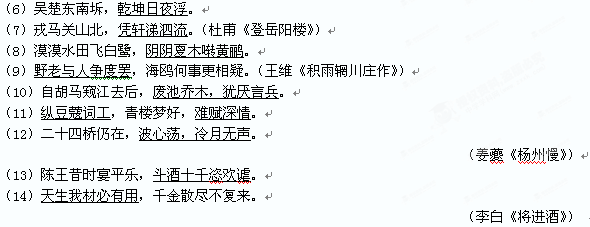 （6）吴楚东南坼，乾坤日夜浮。
（7）戎马关山北，凭轩递泗流。（杜甫《登岳阳楼》）
（8）漠漠水田飞白鹭，阴阴夏木啭黄鹂。
（9）野老与人争度罢，海鸥何事更相疑。（王维《积雨辋川庄作》）
（10）自胡马窥江去后，废池乔木，犹厌言兵。
（11）纵豆蔻词工，青楼梦好，难赋深情。
（12）二十四桥仍在，波心荡，冷月无声。
（姜夔《杨州慢》）
（13）陈王昔时宴平乐，斗酒十千恣欢谑。
（14）天生我材必有用，千金散尽不复来。
（李白《将进酒》）